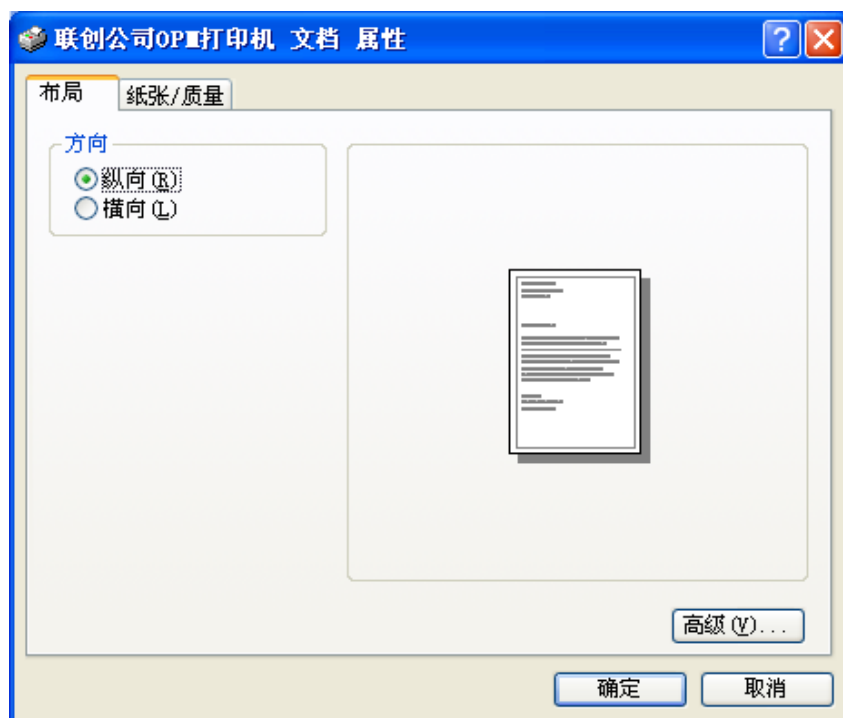 联创公司OPM打印机 文档 属性
布局
纸张/质量
方向
纵向(R)
横向(L)
高级(V)...
确定
取消